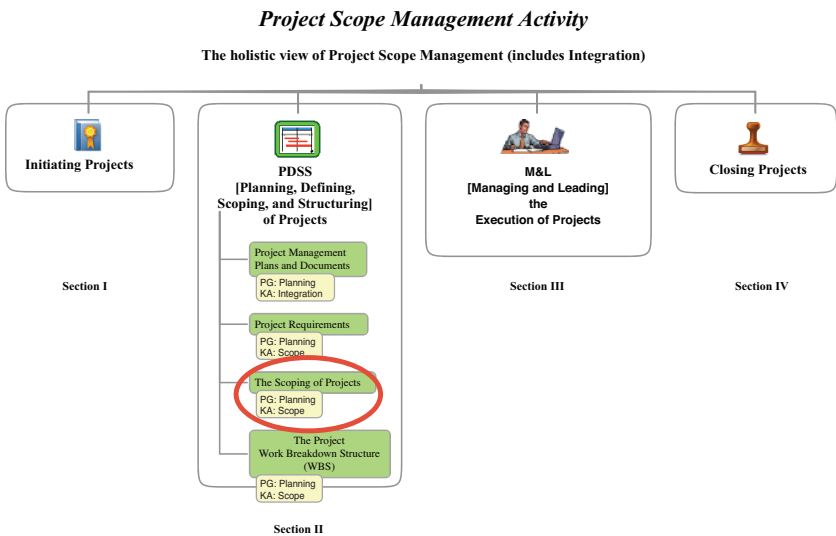 Project Scope Management Activity
The holistic view of Project Scope Management (includes Integration)
Initiating Projects
Section I
PDSS
[Planning, Defining,
Scoping, and Structuring]
of Projects
Project Management
Plans and Documents
PG: Planning
KA: Integration
Project Requirements
PG: Planning
KA: Scope
The Scoping of Projects
PG: Planning
KA: Scope
The Project
Work Breakdown Structure
(WBS)
PG: Planning
KA: Scope
Section II
M&L
[Managing and Leading]
the
Execution of Projects
Section III
Closing Projects
Section IV